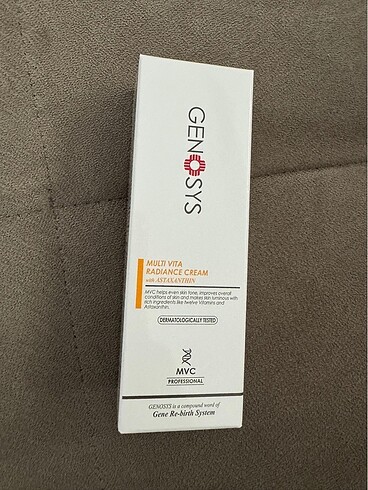 GENOSYS
MULTI VITA
RADIANCE CREAM
with ASTAXANTHIN
MVC helps even skin tone, improves overall
conditions of skin and makes skin luminous with
rich ingredients like twelve Vitamins and
Astaxanthin.
DERMATOLOGICALLY TESTED
MVC
PROFESSIONAL
GENOSYS is a compound word of
Gene Re-birth System